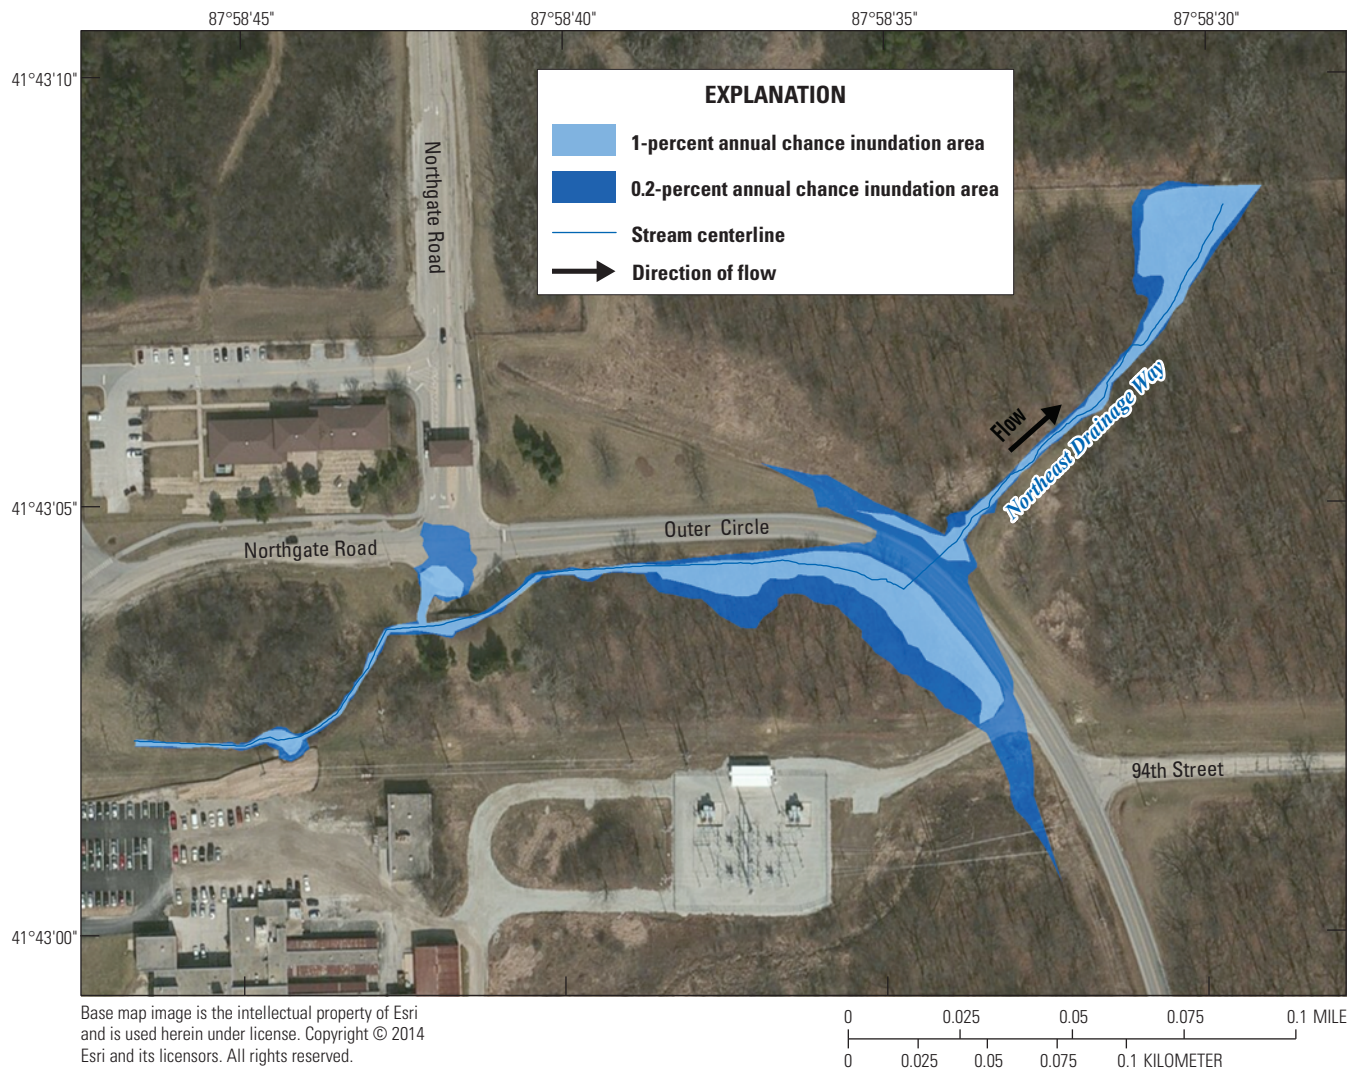 87°58'45" 87°58'40" 87°58'35" 87°58'30"
41°43'10"
EXPLANATION
1-percent annual chance inundation area
0.2-percent annual chance inundation area
Stream centerline
Direction of flow
Northgate Road
Flow
Northeast Drainage Way
41°43'05"
Outer Circle
Northgate Road
94th Street
41°43'00"
Base map image is the intellectual property of Esri
and is used herein under license. Copyright © 2014
Esri and its licensors. All rights reserved.
0 0.025 0.05 0.075 0.1 MILE
0 0.025 0.05 0.075 0.1 KILOMETER